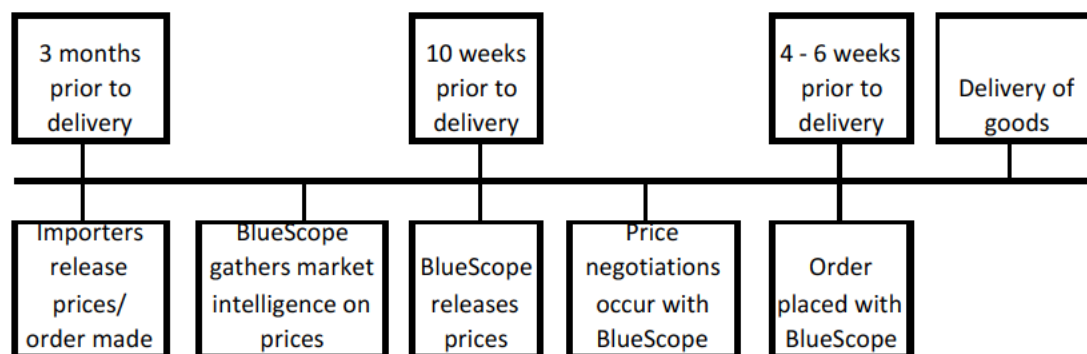 3 months
prior to
delivery
10 weeks
prior to
delivery
4 - 6 weeks
prior to
delivery
Delivery of
goods
Importers
release
prices/
order made
BlueScope
gathers market
intelligence on
prices
BlueScope
releases
prices
Price
negotiations
occur with
BlueScope
Order
placed with
BlueScope